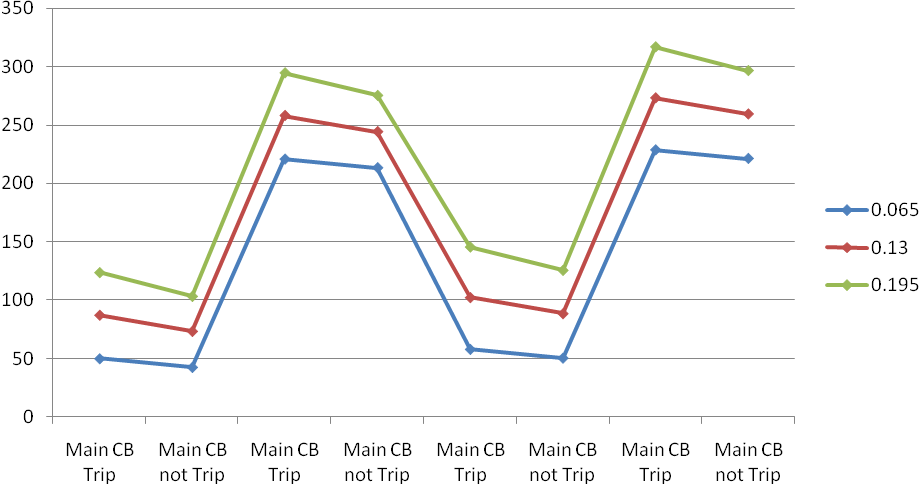 350
300
250
200
150
100
50
0
Main CB Trip
Main CB not Trip
Main CB Trip
Main CB not Trip
Main CB Trip
Main CB not Trip
Main CB Trip
Main CB not Trip
0.065
0.13
0.195